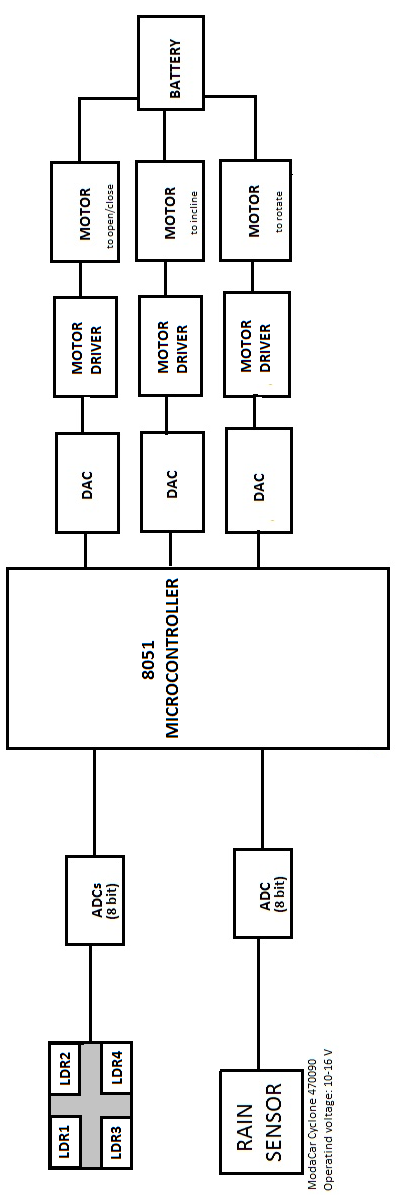 LDR1
LDR2
LDR3
LDR4
RAIN
SENSOR
ModaCar Cyclone 470090
Operatind voltage: 10-16 V
ADCs
(8 bit)
ADC
(8 bit)
8051
MICROCONTROLLER
DAC
DAC
DAC
MOTOR
DRIVER
MOTOR
DRIVER
MOTOR
DRIVER
MOTOR
to open/close
MOTOR
to incline
MOTOR
to rotate
BATTERY